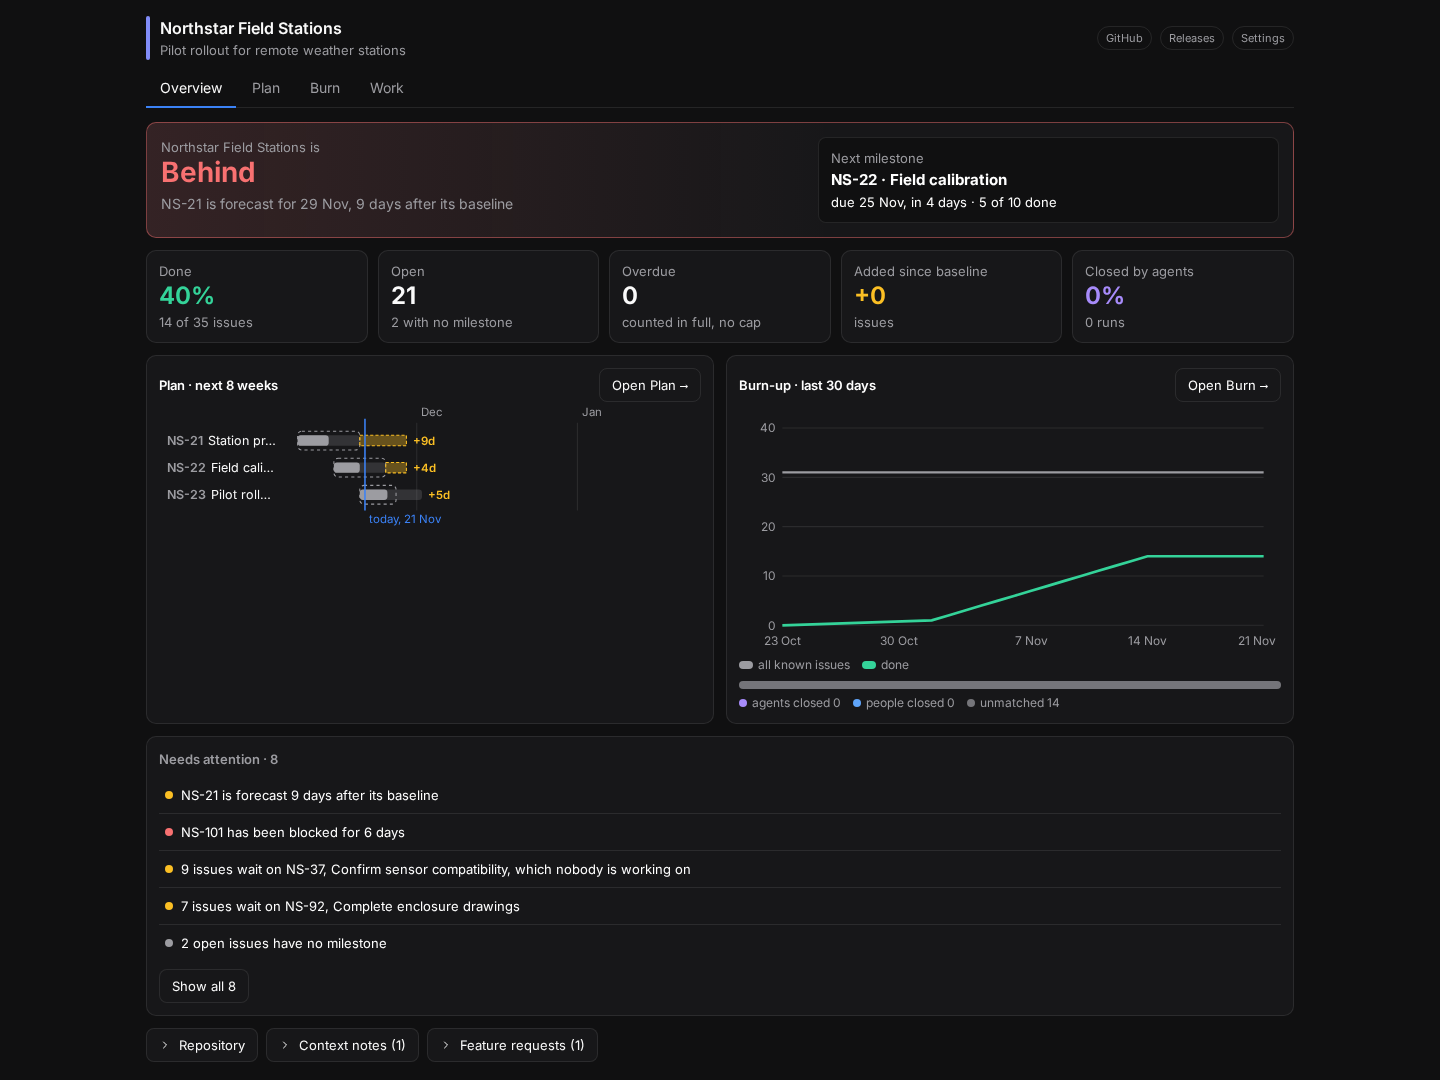 Northstar Field Stations
Pilot rollout for remote weather stations
GitHub
Releases
Settings
Overview
Plan
Burn
Work
Northstar Field Stations is
Behind
NS-21 is forecast for 29 Nov, 9 days after its baseline
Next milestone
NS-22 · Field calibration
due 25 Nov, in 4 days · 5 of 10 done
Done
40%
14 of 35 issues
Open
21
2 with no milestone
Overdue
0
counted in full, no cap
Added since baseline
+0
issues
Closed by agents
0%
0 runs
Plan · next 8 weeks
Open Plan →
Dec
Jan
NS-21 Station pr...
+9d
NS-22 Field cali...
+4d
NS-23 Pilot roll...
+5d
today, 21 Nov
Burn-up · last 30 days
Open Burn →
40
30
20
10
0
23 Oct
30 Oct
7 Nov
14 Nov
21 Nov
all known issues
done
agents closed 0
people closed 0
unmatched 14
Needs attention · 8
NS-21 is forecast 9 days after its baseline
NS-101 has been blocked for 6 days
9 issues wait on NS-37, Confirm sensor compatibility, which nobody is working on
7 issues wait on NS-92, Complete enclosure drawings
2 open issues have no milestone
Show all 8
Repository
Context notes (1)
Feature requests (1)